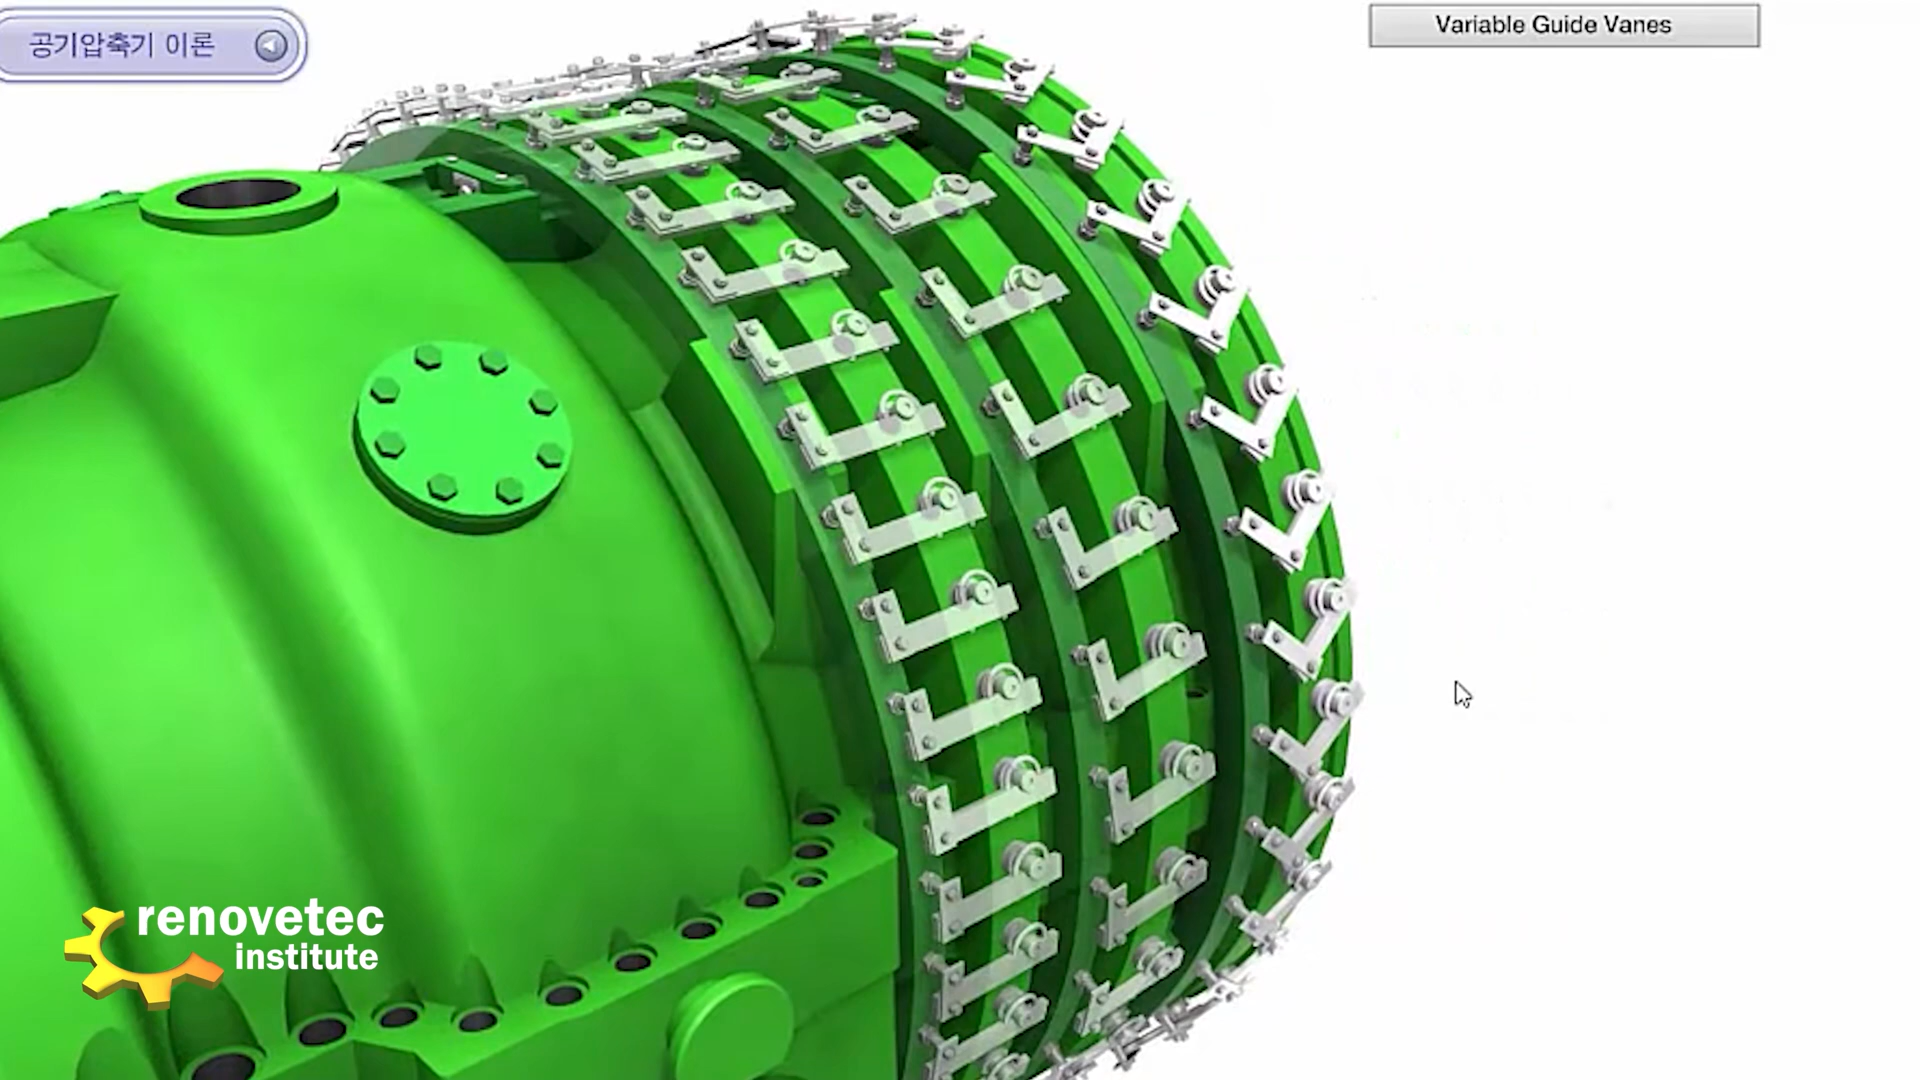 공기압축기 이론
Variable Guide Vanes
renovetec
institute